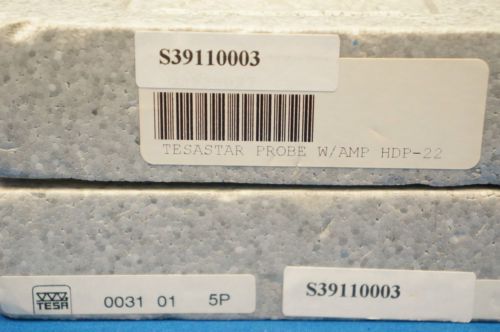 S39110003
TESASTAR PROBE W/AMP HDP-22
TESA 0031 01 5P
S39110003